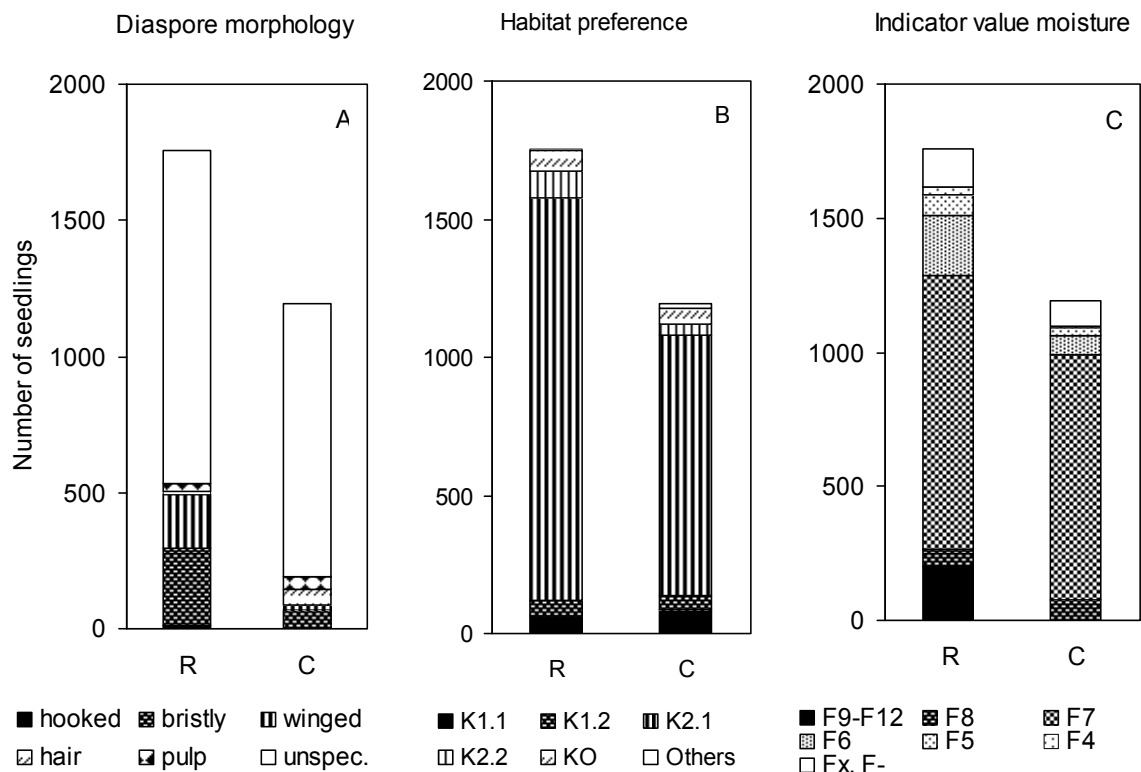 Diaspore morphology
Habitat preference
Indicator value moisture
Number of seedlings
2000
1500
1000
500
0
A
R C
2000
1500
1000
500
0
B
R C
2000
1500
1000
500
0
C
R C
hooked bristly winged
hair pulp unspec.
K1.1 K1.2 K2.1
K2.2 KO Others
F9-F12 F8 F7
F6 F5 F4
Fx, F-